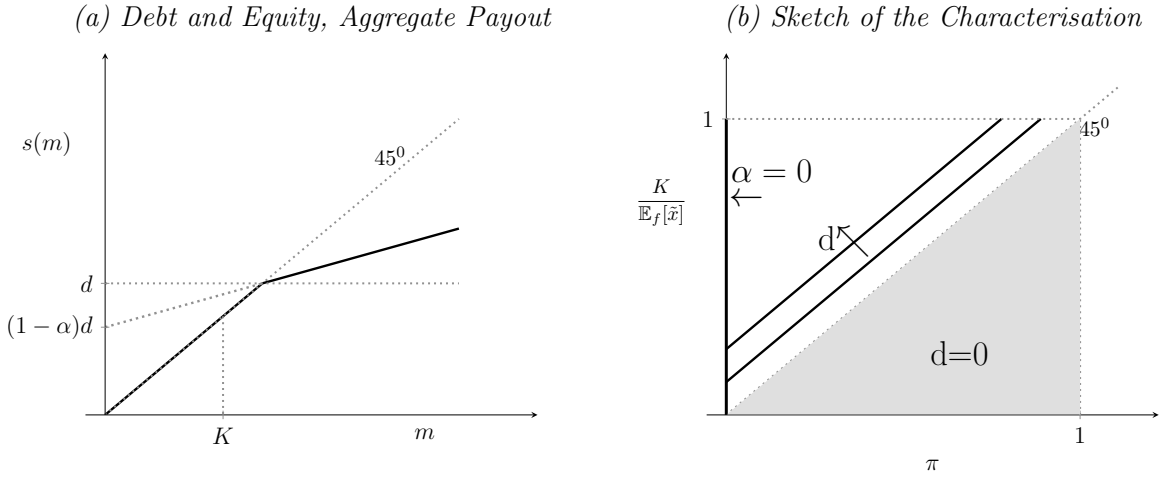 (a) Debt and Equity, Aggregate Payout
s(m)
45⁰
d
(1 − α)d
K
m
(b) Sketch of the Characterisation
1
45⁰
α = 0
←
K
𝔼_f[x̃]
d
d=0
1
π